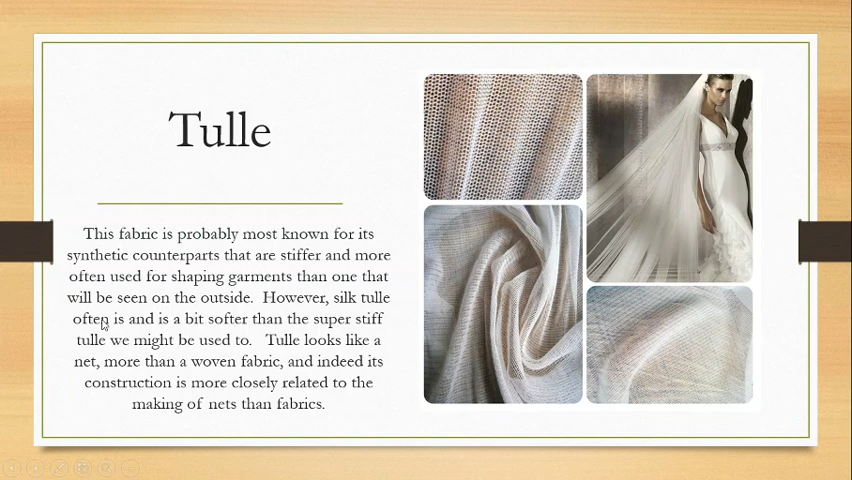 Tulle
This fabric is probably most known for its
synthetic counterparts that are stiffer and more
often used for shaping garments than one that
will be seen on the outside.  However, silk tulle
often is and is a bit softer than the super stiff
tulle we might be used to.   Tulle looks like a
net, more than a woven fabric, and indeed its
construction is more closely related to the
making of nets than fabrics.